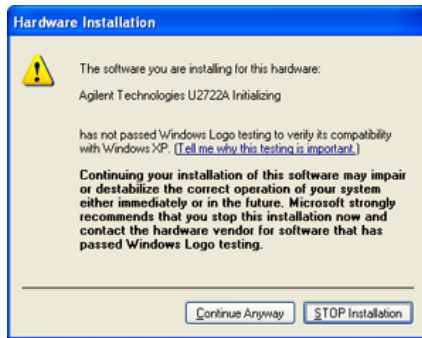 Hardware Installation
The software you are installing for this hardware:
Agilent Technologies U2722A Initializing
has not passed Windows Logo testing to verify its compatibility
with Windows XP. (Tell me why this testing is important.)
Continuing your installation of this software may impair
or destabilize the correct operation of your system
either immediately or in the future. Microsoft strongly
recommends that you stop this installation now and
contact the hardware vendor for software that has
passed Windows Logo testing.
Continue Anyway
STOP Installation